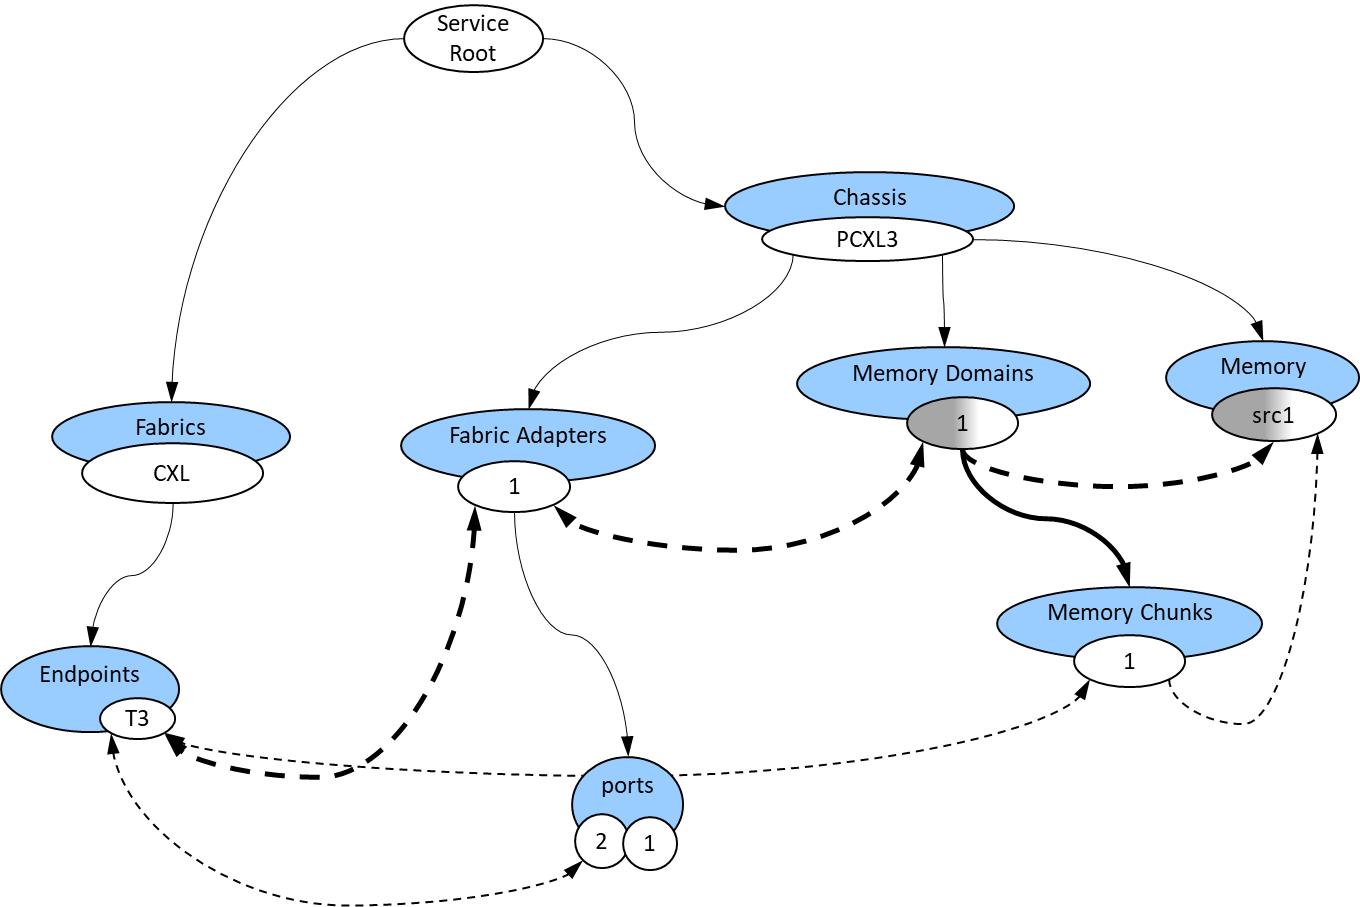 Service
Root
Chassis
PCXL3
Memory Domains
1
Memory
src1
Fabrics
CXL
Fabric Adapters
1
Memory Chunks
1
Endpoints
T3
ports
2
1